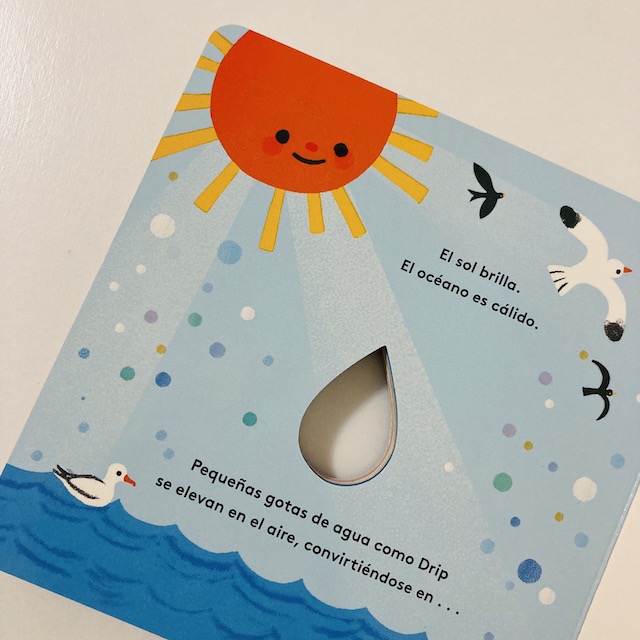 El sol brilla.
El océano es cálido.
Pequeñas gotas de agua como Drip
se elevan en el aire, convirtiéndose en . . .